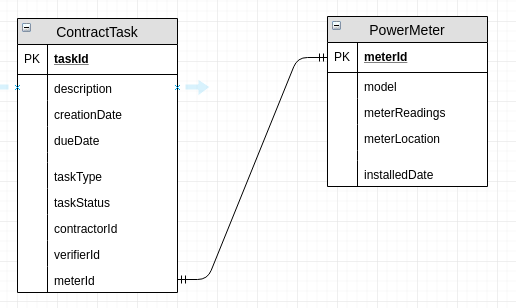 ContractTask
PK taskId
description
creationDate
dueDate
taskType
taskStatus
contractorId
verifierId
meterId
PowerMeter
PK meterId
model
meterReadings
meterLocation
installedDate